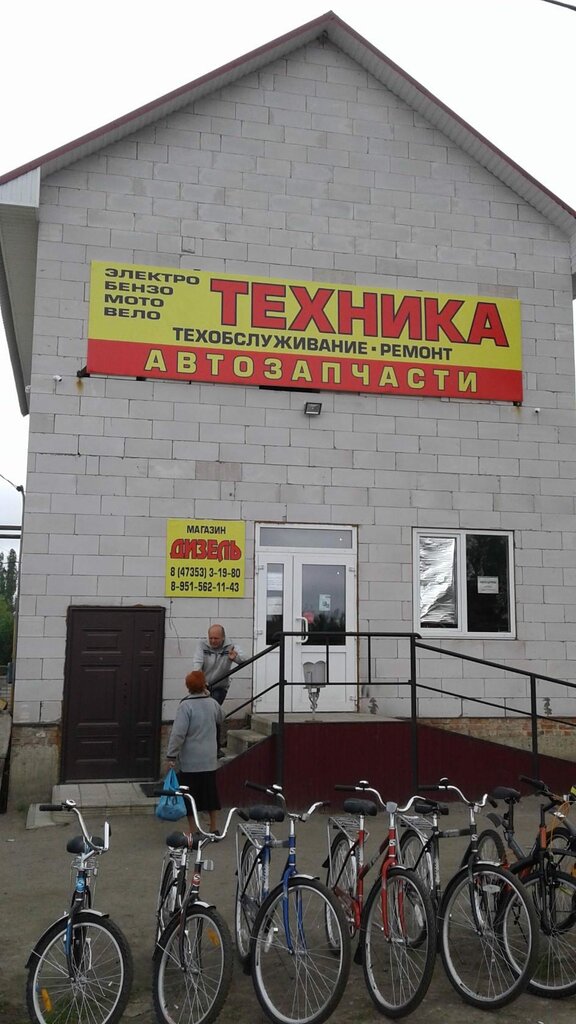 ЭЛЕКТРО
БЕНЗО
МОТО
ВЕЛО
ТЕХНИКА
ТЕХОБСЛУЖИВАНИЕ▪РЕМОНТ
АВТОЗАПЧАСТИ
МАГАЗИН
ДИЗЕЛЬ
8 (47353) 3-19-80
8-951-562-11-43